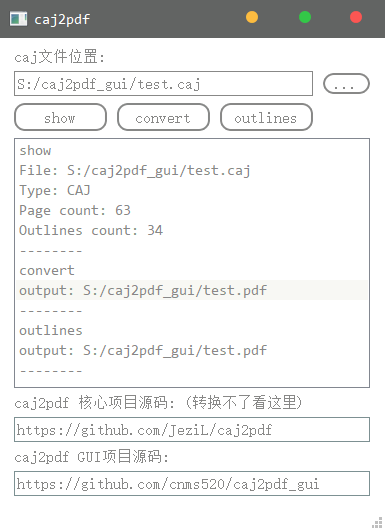 caj2pdf
caj文件位置:
S:/caj2pdf_gui/test.caj
...
show convert outlines
show
File: S:/caj2pdf_gui/test.caj
Type: CAJ
Page count: 63
Outlines count: 34
--------
convert
output: S:/caj2pdf_gui/test.pdf
--------
outlines
output: S:/caj2pdf_gui/test.pdf
--------
caj2pdf 核心项目源码: (转换不了看这里)
https://github.com/JeziL/caj2pdf
caj2pdf GUI项目源码:
https://github.com/cnms520/caj2pdf_gui